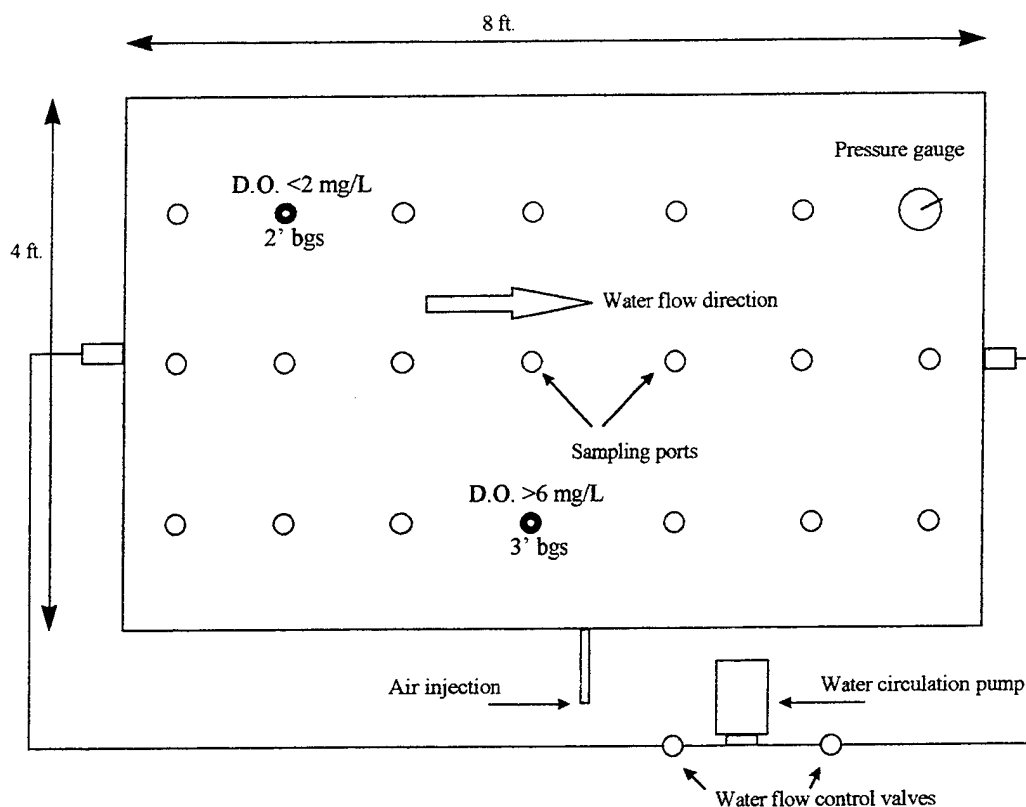 8 ft.
Pressure gauge
D.O. <2 mg/L
2' bgs
4 ft.
Water flow direction
Sampling ports
D.O. >6 mg/L
3' bgs
Air injection
Water circulation pump
Water flow control valves